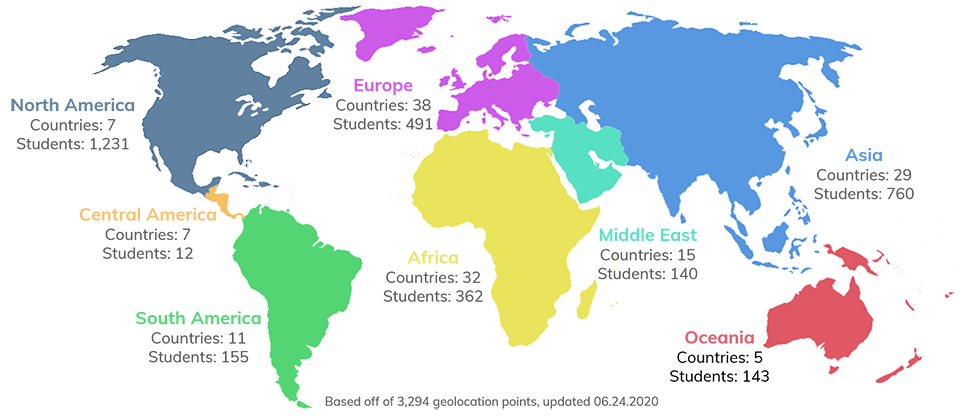 North America
Countries: 7
Students: 1,231
Europe
Countries: 38
Students: 491
Asia
Countries: 29
Students: 760
Central America
Countries: 7
Students: 12
Middle East
Countries: 15
Students: 140
Africa
Countries: 32
Students: 362
South America
Countries: 11
Students: 155
Oceania
Countries: 5
Students: 143
Based off of 3,294 geolocation points, updated 06.24.2020